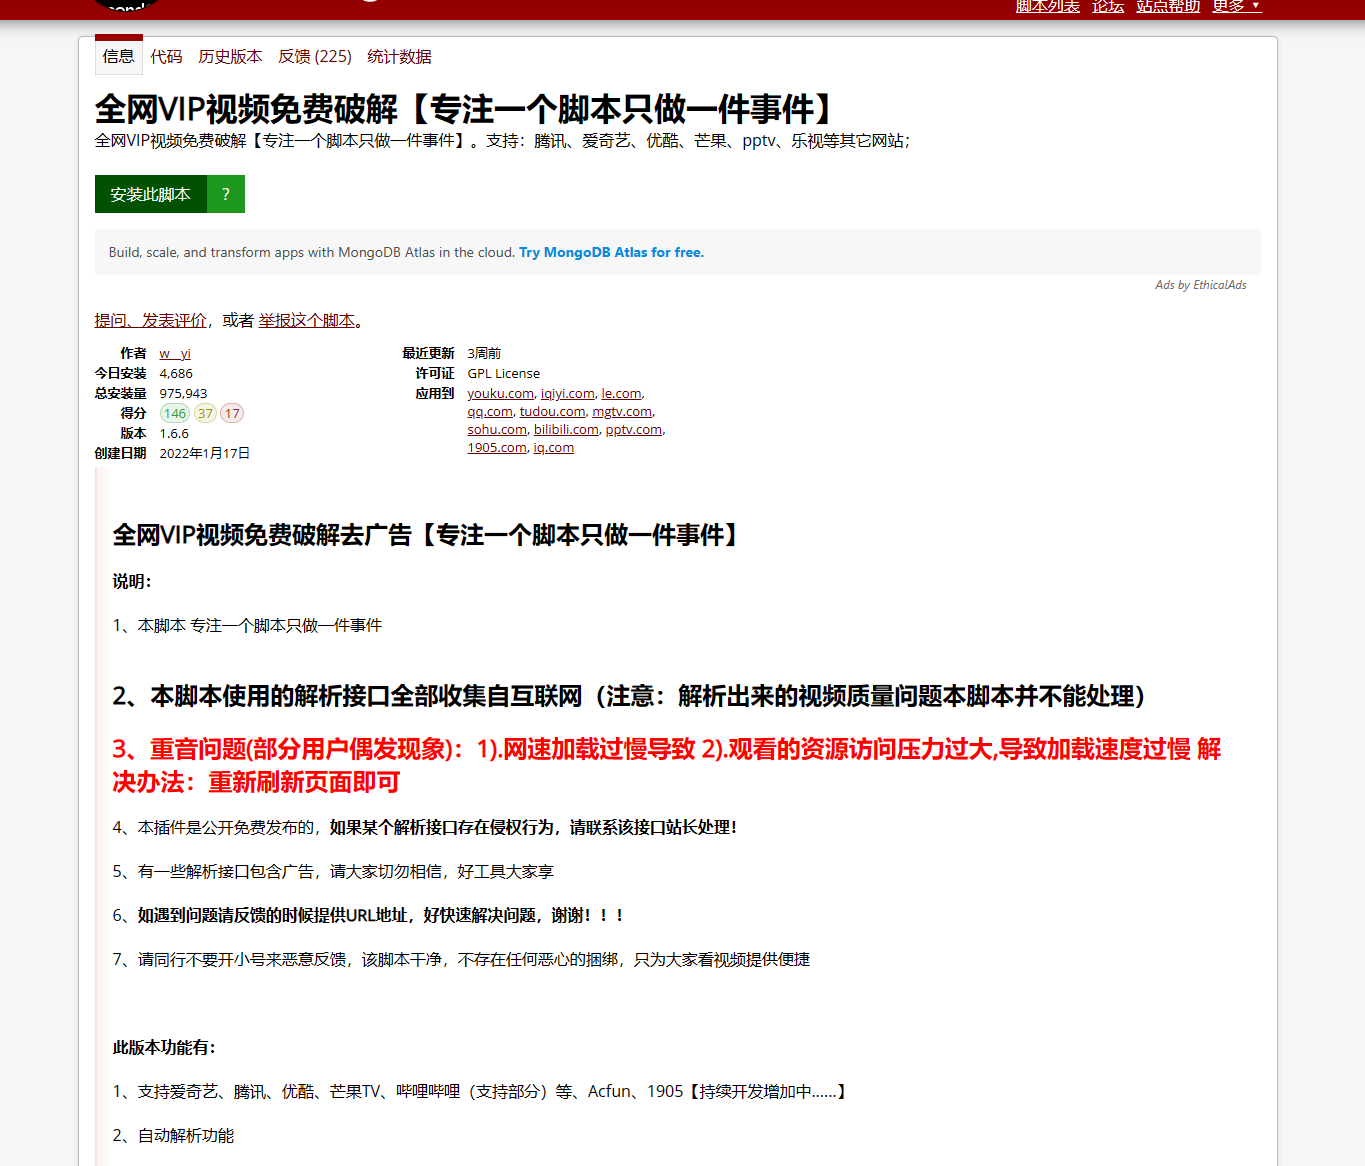 脚本列表 论坛 站点帮助 更多 ▼
信息 代码 历史版本 反馈 (225) 统计数据
全网VIP视频免费破解【专注一个脚本只做一件事件】
全网VIP视频免费破解【专注一个脚本只做一件事件】。支持：腾讯、爱奇艺、优酷、芒果、pptv、乐视等其它网站；
安装此脚本 ?
Build, scale, and transform apps with MongoDB Atlas in the cloud. Try MongoDB Atlas for free.
Ads by EthicalAds
提问、发表评价，或者 举报这个脚本。
作者 w__yi
今日安装 4,686
总安装量 975,943
得分 146 37 17
版本 1.6.6
创建日期 2022年1月17日
最近更新 3周前
许可证 GPL License
应用到 youku.com, iqiyi.com, le.com,
qq.com, tudou.com, mgtv.com,
sohu.com, bilibili.com, pptv.com,
1905.com, iq.com
全网VIP视频免费破解去广告【专注一个脚本只做一件事件】
说明：
1、本脚本 专注一个脚本只做一件事件
2、本脚本使用的解析接口全部收集自互联网（注意：解析出来的视频质量问题本脚本并不能处理）
3、重音问题(部分用户偶发现象)：1).网速加载过慢导致 2).观看的资源访问压力过大,导致加载速度过慢 解
决办法：重新刷新页面即可
4、本插件是公开免费发布的，如果某个解析接口存在侵权行为，请联系该接口站长处理！
5、有一些解析接口包含广告，请大家切勿相信，好工具大家享
6、如遇到问题请反馈的时候提供URL地址，好快速解决问题，谢谢！！！
7、请同行不要开小号来恶意反馈，该脚本干净，不存在任何恶心的捆绑，只为大家看视频提供便捷
此版本功能有：
1、支持爱奇艺、腾讯、优酷、芒果TV、哔哩哔哩（支持部分）等、Acfun、1905【持续开发增加中......】
2、自动解析功能